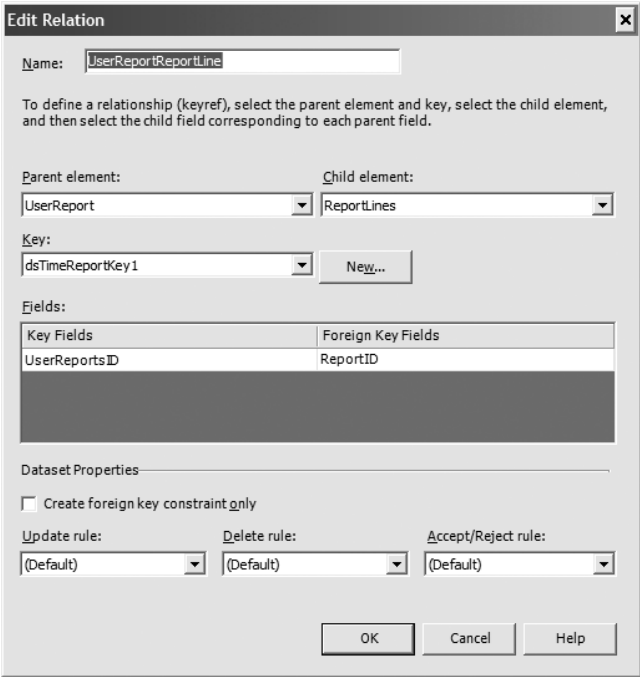 Edit Relation
Name: UserReportReportLine
To define a relationship (keyref), select the parent element and key, select the child element,
and then select the child field corresponding to each parent field.
Parent element: Child element:
UserReport ReportLines
Key:
dsTimeReportKey1 New...
Fields:
Key Fields Foreign Key Fields
UserReportsID ReportID
Dataset Properties
Create foreign key constraint only
Update rule: Delete rule: Accept/Reject rule:
(Default) (Default) (Default)
OK Cancel Help